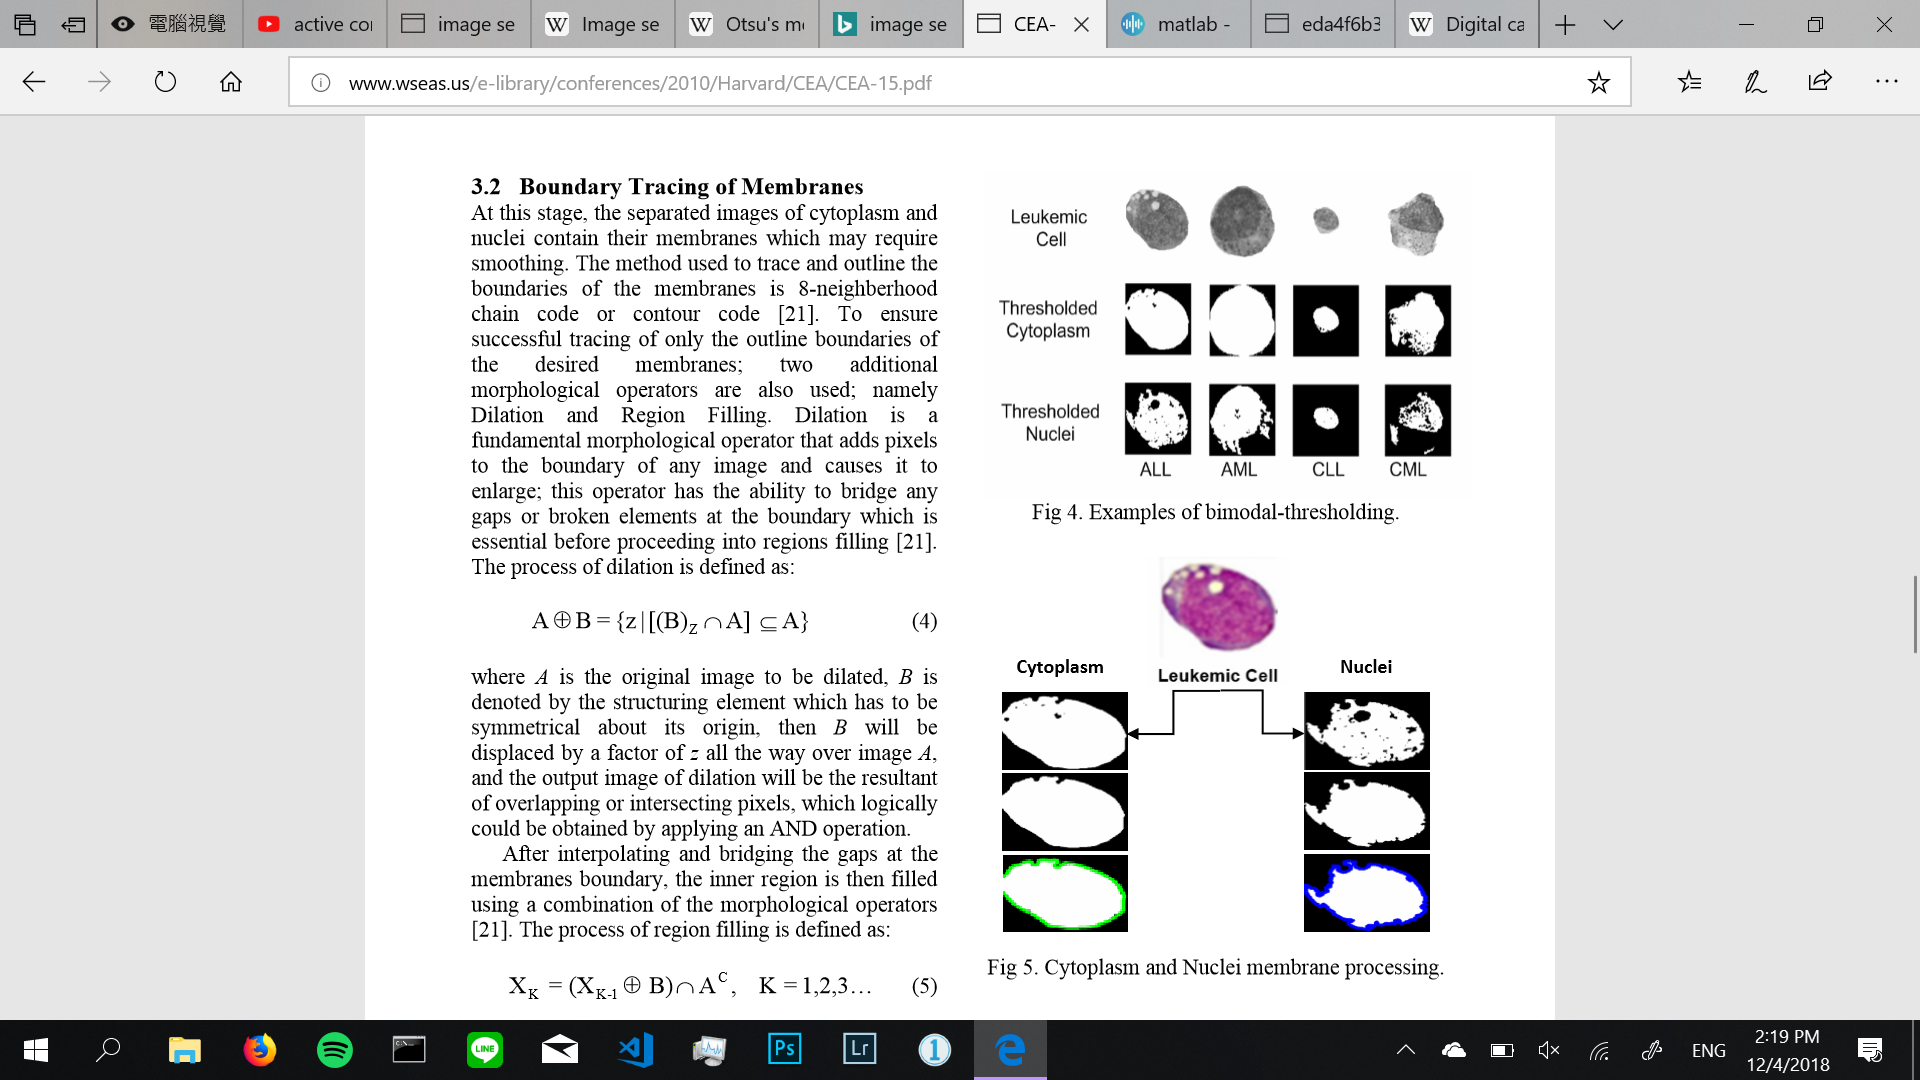 電腦視覺
active co
image se
Image se
Otsu's m
image se
CEA-
matlab -
eda4f6b3
Digital ca
www.wseas.us/e-library/conferences/2010/Harvard/CEA/CEA-15.pdf
3.2 Boundary Tracing of Membranes
At this stage, the separated images of cytoplasm and
nuclei contain their membranes which may require
smoothing. The method used to trace and outline the
boundaries of the membranes is 8-neighberhood
chain code or contour code [21]. To ensure
successful tracing of only the outline boundaries of
the desired membranes; two additional
morphological operators are also used; namely
Dilation and Region Filling. Dilation is a
fundamental morphological operator that adds pixels
to the boundary of any image and causes it to
enlarge; this operator has the ability to bridge any
gaps or broken elements at the boundary which is
essential before proceeding into regions filling [21].
The process of dilation is defined as:
A ⊕ B = {z | [(B)z ∩ A] ⊆ A} (4)
where A is the original image to be dilated, B is
denoted by the structuring element which has to be
symmetrical about its origin, then B will be
displaced by a factor of z all the way over image A,
and the output image of dilation will be the resultant
of overlapping or intersecting pixels, which logically
could be obtained by applying an AND operation.
After interpolating and bridging the gaps at the
membranes boundary, the inner region is then filled
using a combination of the morphological operators
[21]. The process of region filling is defined as:
XK = (XK-1 ⊕ B) ∩ A^C, K = 1,2,3... (5)
Leukemic
Cell
Thresholded
Cytoplasm
Thresholded
Nuclei
ALL AML CLL CML
Fig 4. Examples of bimodal-thresholding.
Cytoplasm
Leukemic Cell
Nuclei
Fig 5. Cytoplasm and Nuclei membrane processing.
LINE
Ps
Lr
1
ENG
2:19 PM
12/4/2018